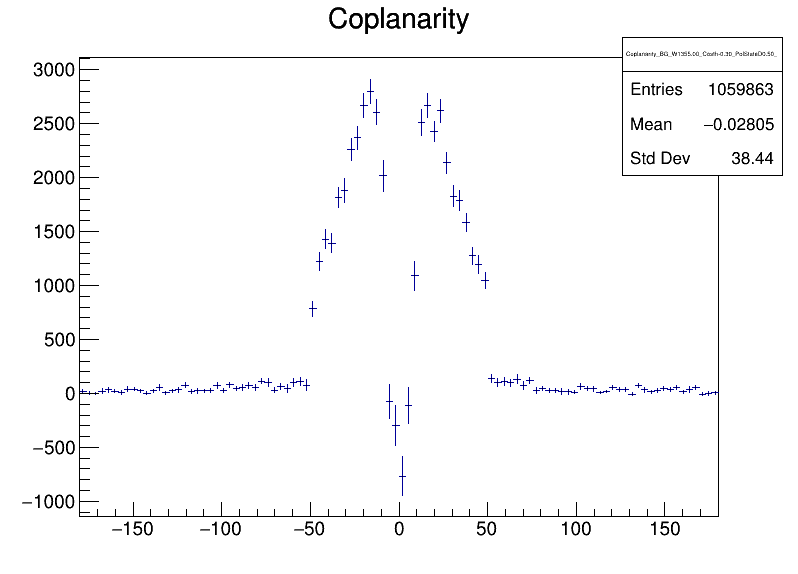 Coplanarity
Coplanarity_BG_W1355.00_Costh-0.30_PolStateD0.50_
Entries 1059863
Mean −0.02805
Std Dev 38.44
3000
2500
2000
1500
1000
500
0
−500
−1000
−150 −100 −50 0 50 100 150